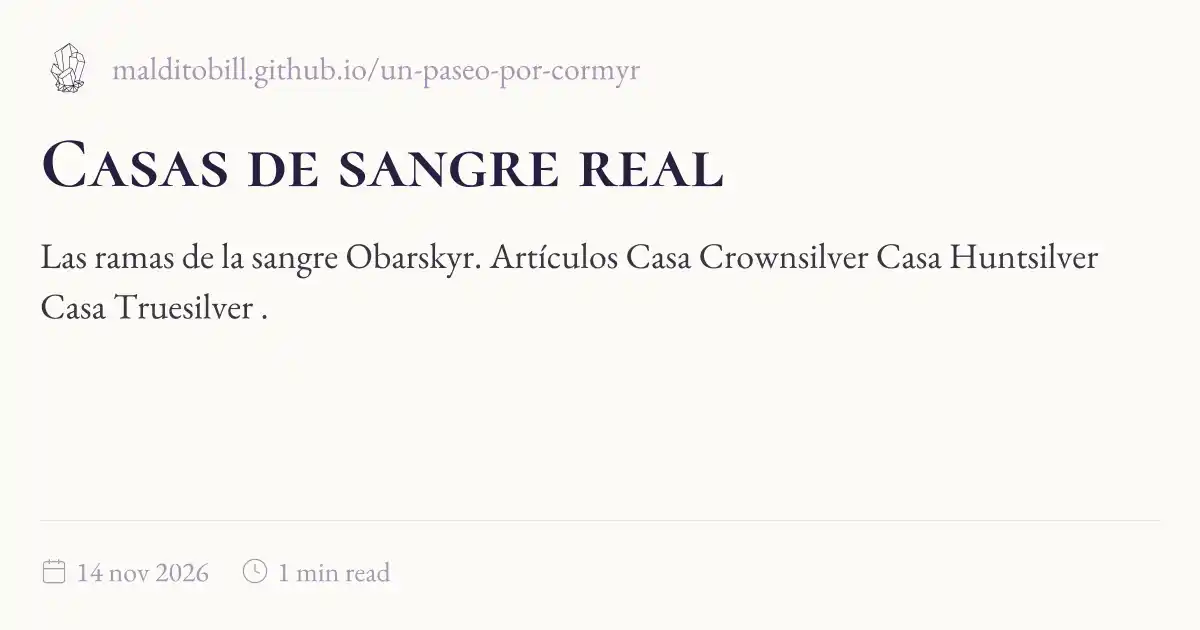 malditobill.github.io/un-paseo-por-cormyr
Casas de sangre real
Las ramas de la sangre Obarskyr. Artículos Casa Crownsilver Casa Huntsilver
Casa Truesilver .
14 nov 2026 1 min read